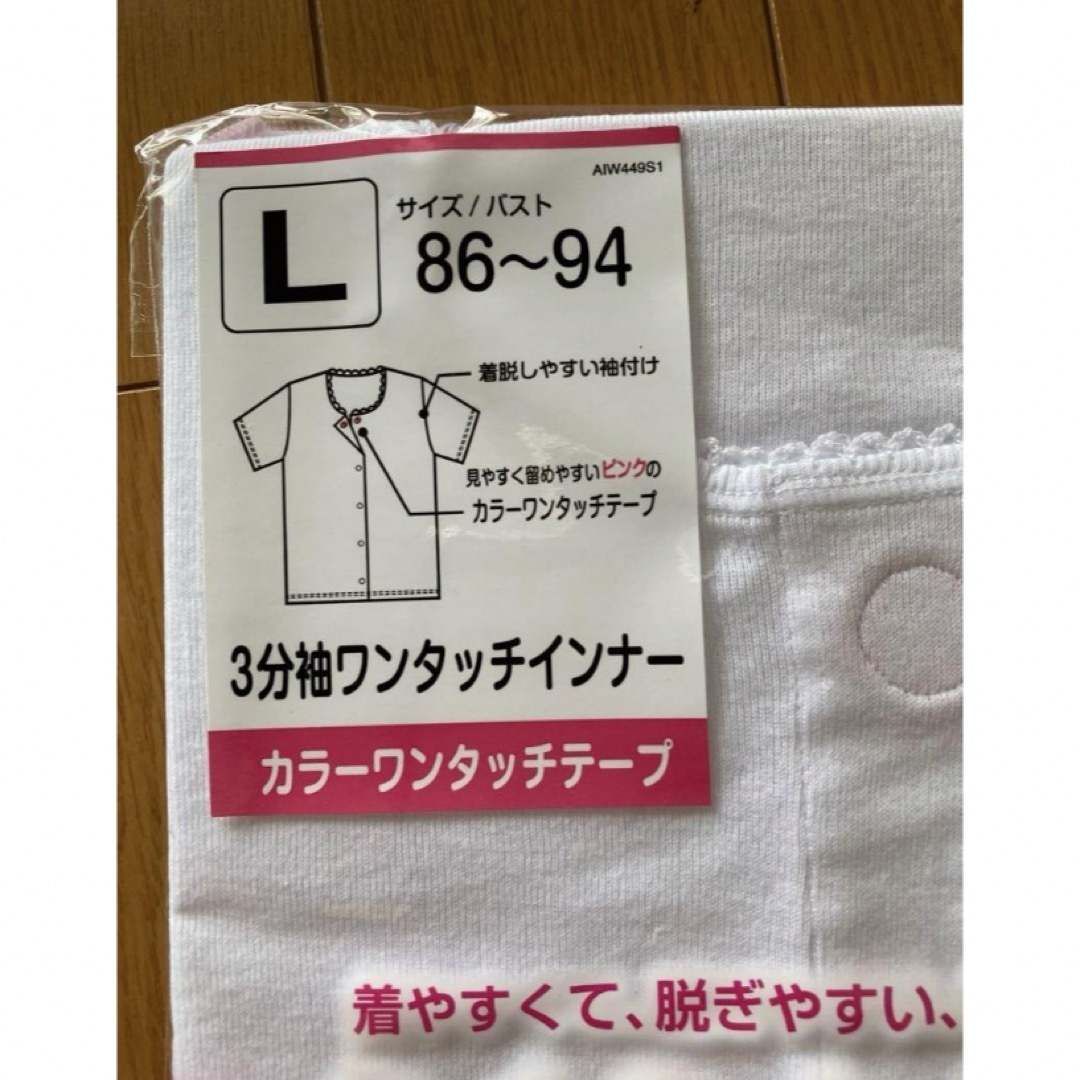 AIW449S1
L
サイズ/バスト
86～94
着脱しやすい袖付け
見やすく留めやすいピンクの
カラーワンタッチテープ
3分袖ワンタッチインナー
カラーワンタッチテープ
着やすくて、脱ぎやすい、